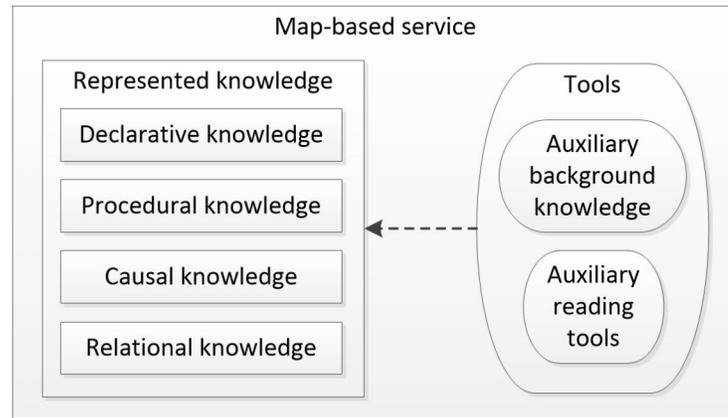 Map-based service
Represented knowledge
Declarative knowledge
Procedural knowledge
Causal knowledge
Relational knowledge
Tools
Auxiliary
background
knowledge
Auxiliary
reading
tools